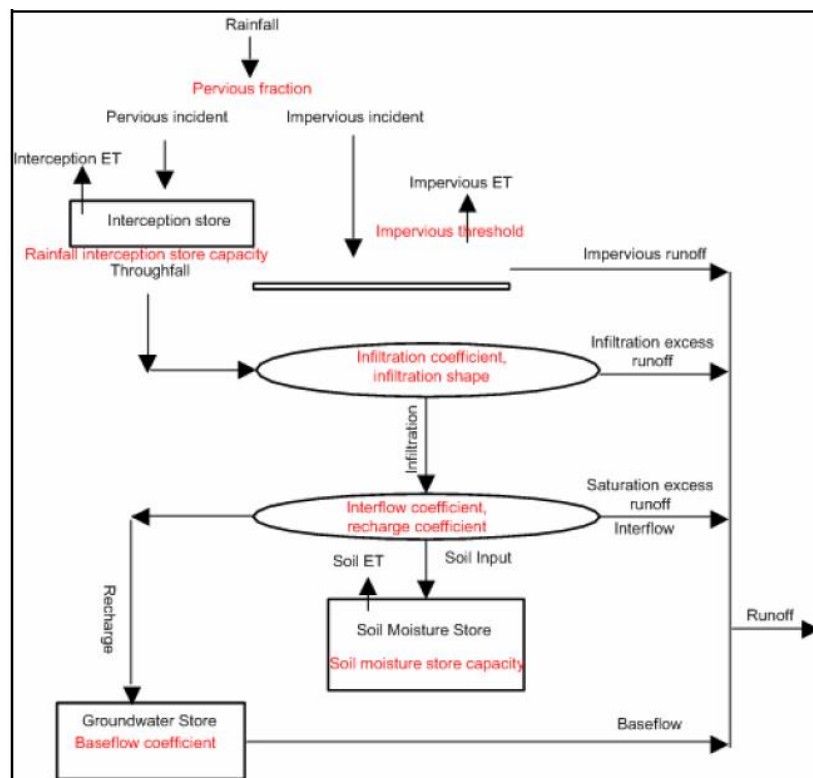 Rainfall
Pervious fraction
Pervious incident
Impervious incident
Interception ET
Impervious ET
Interception store
Impervious threshold
Rainfall interception store capacity
Throughfall
Impervious runoff
Infiltration coefficient,
infiltration shape
Infiltration excess
runoff
Infiltration
Interflow coefficient,
recharge coefficient
Saturation excess
runoff
Interflow
Recharge
Soil ET
Soil Input
Soil Moisture Store
Soil moisture store capacity
Runoff
Groundwater Store
Baseflow coefficient
Baseflow